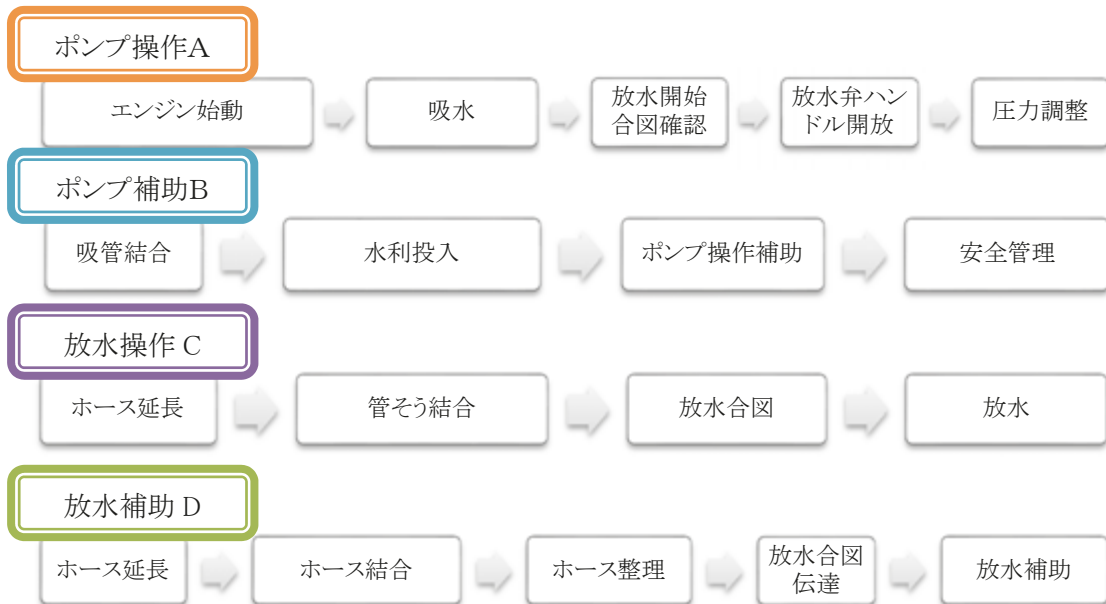 ポンプ操作A
エンジン始動
吸水
放水開始
合図確認
放水弁ハン
ドル開放
圧力調整
ポンプ補助B
吸管結合
水利投入
ポンプ操作補助
安全管理
放水操作 C
ホース延長
管そう結合
放水合図
放水
放水補助 D
ホース延長
ホース結合
ホース整理
放水合図
伝達
放水補助